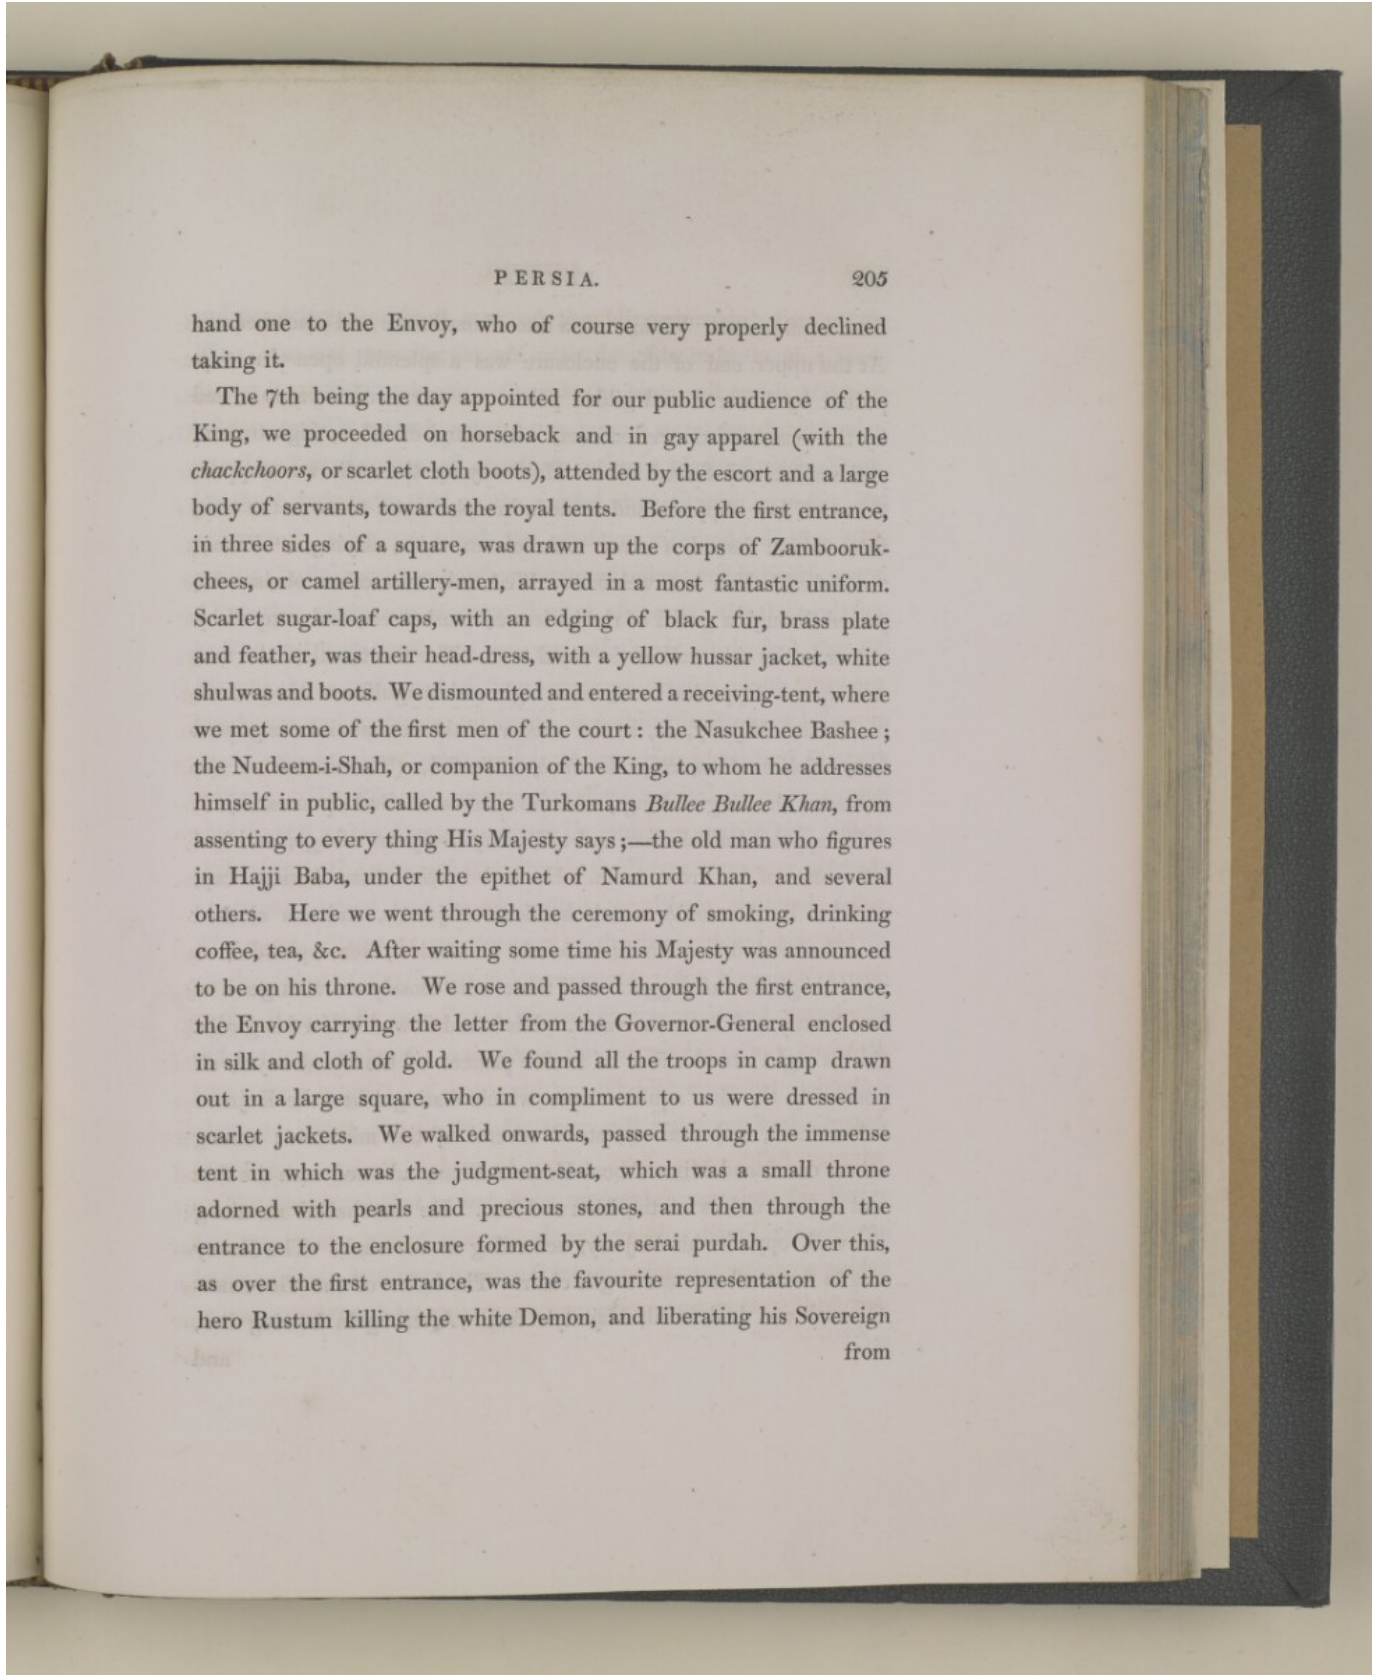 PERSIA. 205
hand one to the Envoy, who of course very properly declined
taking it.
The 7th being the day appointed for our public audience of the
King, we proceeded on horseback and in gay apparel (with the
chackchoors, or scarlet cloth boots), attended by the escort and a large
body of servants, towards the royal tents. Before the first entrance,
in three sides of a square, was drawn up the corps of Zambooruk-
chees, or camel artillery-men, arrayed in a most fantastic uniform.
Scarlet sugar-loaf caps, with an edging of black fur, brass plate
and feather, was their head-dress, with a yellow hussar jacket, white
shulwas and boots. We dismounted and entered a receiving-tent, where
we met some of the first men of the court : the Nasukchee Bashee ;
the Nudeem-i-Shah, or companion of the King, to whom he addresses
himself in public, called by the Turkomans Bullee Bullee Khan, from
assenting to every thing His Majesty says ;—the old man who figures
in Hajji Baba, under the epithet of Namurd Khan, and several
others. Here we went through the ceremony of smoking, drinking
coffee, tea, &c. After waiting some time his Majesty was announced
to be on his throne. We rose and passed through the first entrance,
the Envoy carrying the letter from the Governor-General enclosed
in silk and cloth of gold. We found all the troops in camp drawn
out in a large square, who in compliment to us were dressed in
scarlet jackets. We walked onwards, passed through the immense
tent in which was the judgment-seat, which was a small throne
adorned with pearls and precious stones, and then through the
entrance to the enclosure formed by the serai purdah. Over this,
as over the first entrance, was the favourite representation of the
hero Rustum killing the white Demon, and liberating his Sovereign
from